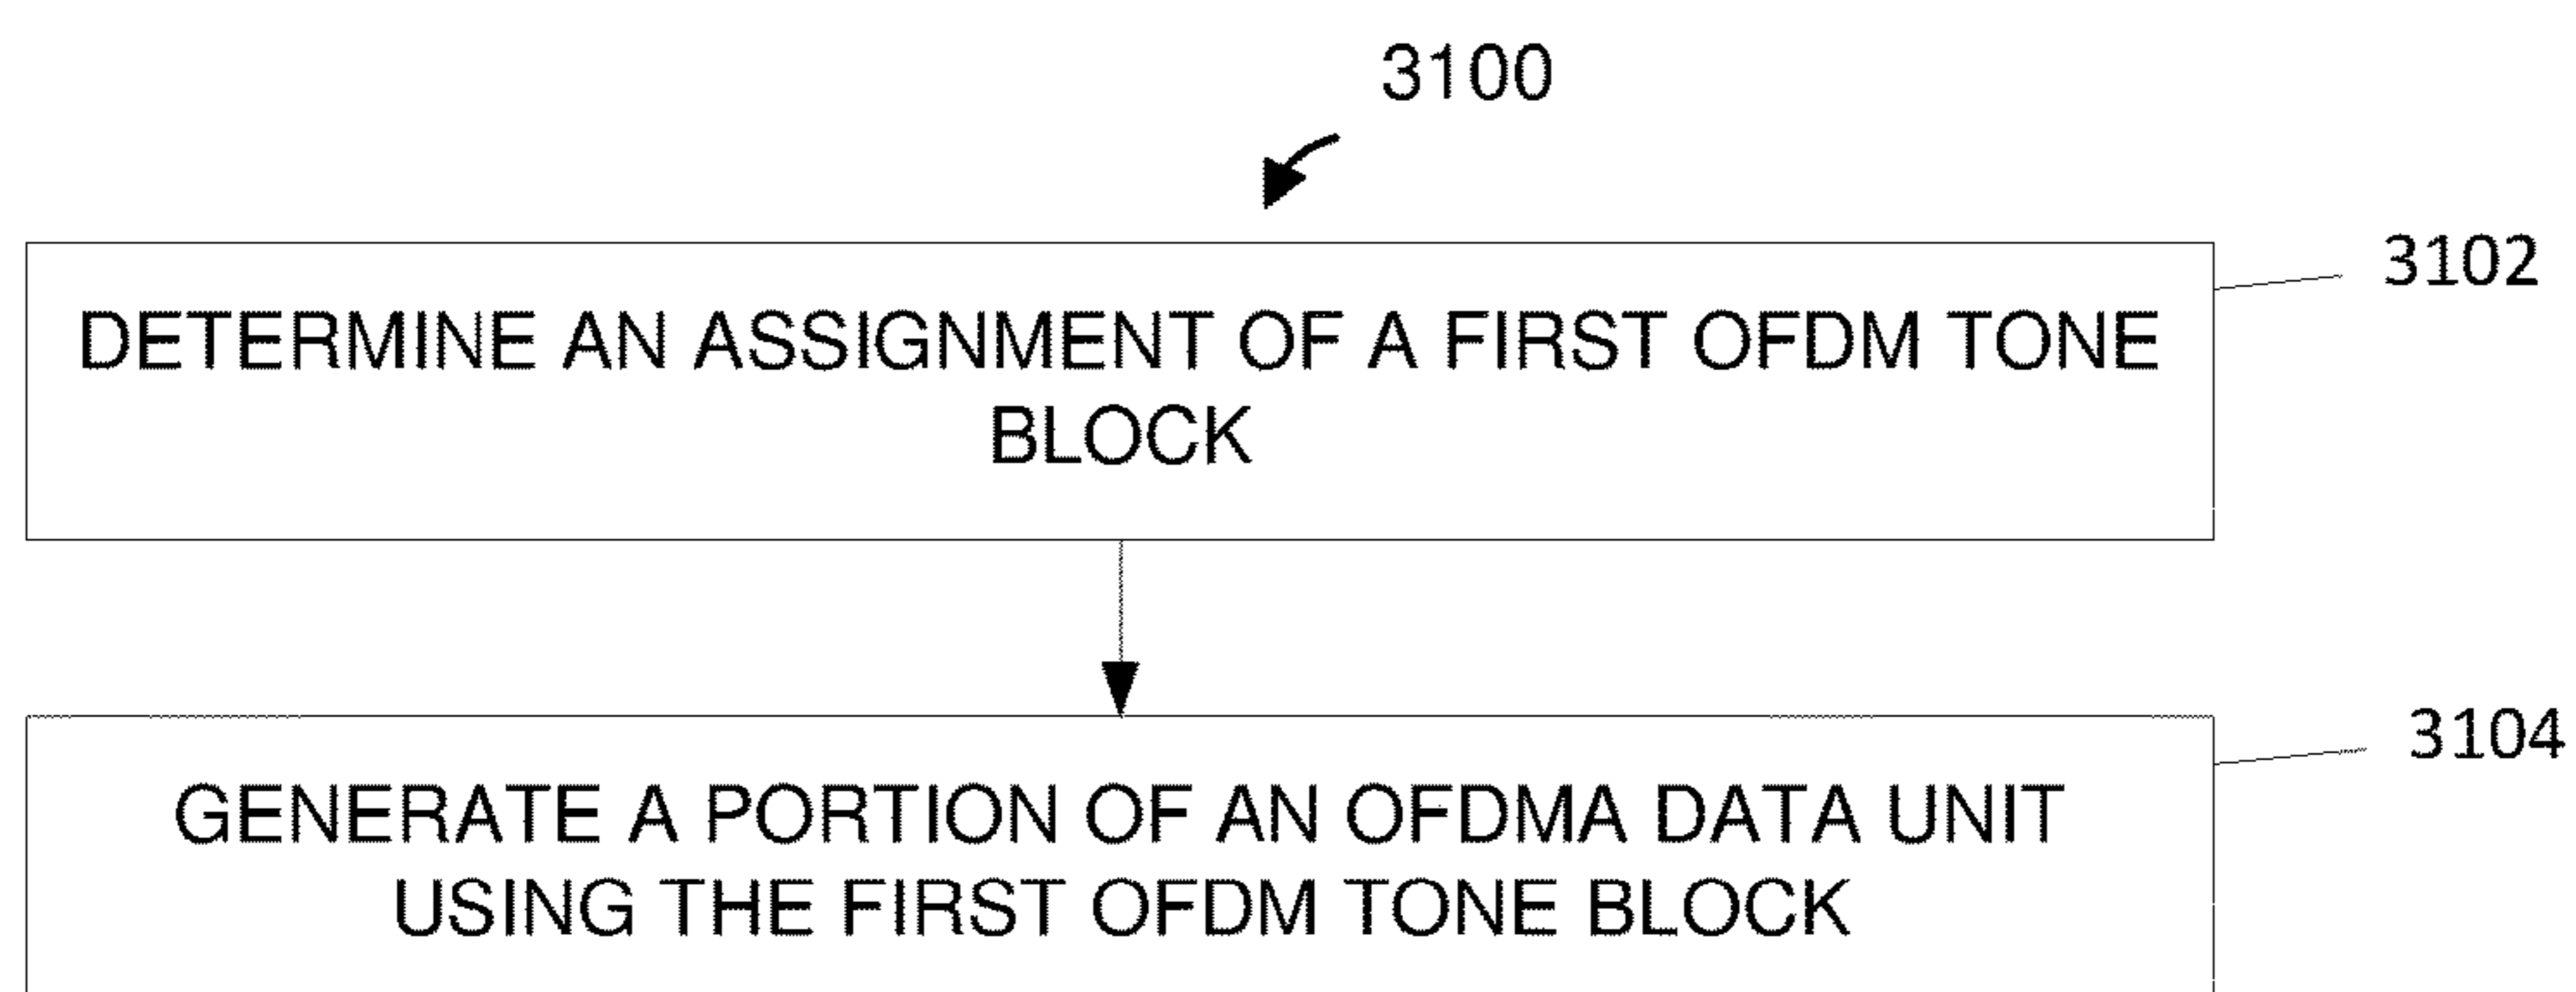 3100
3102
DETERMINE AN ASSIGNMENT OF A FIRST OFDM TONE
BLOCK
3104
GENERATE A PORTION OF AN OFDMA DATA UNIT
USING THE FIRST OFDM TONE BLOCK